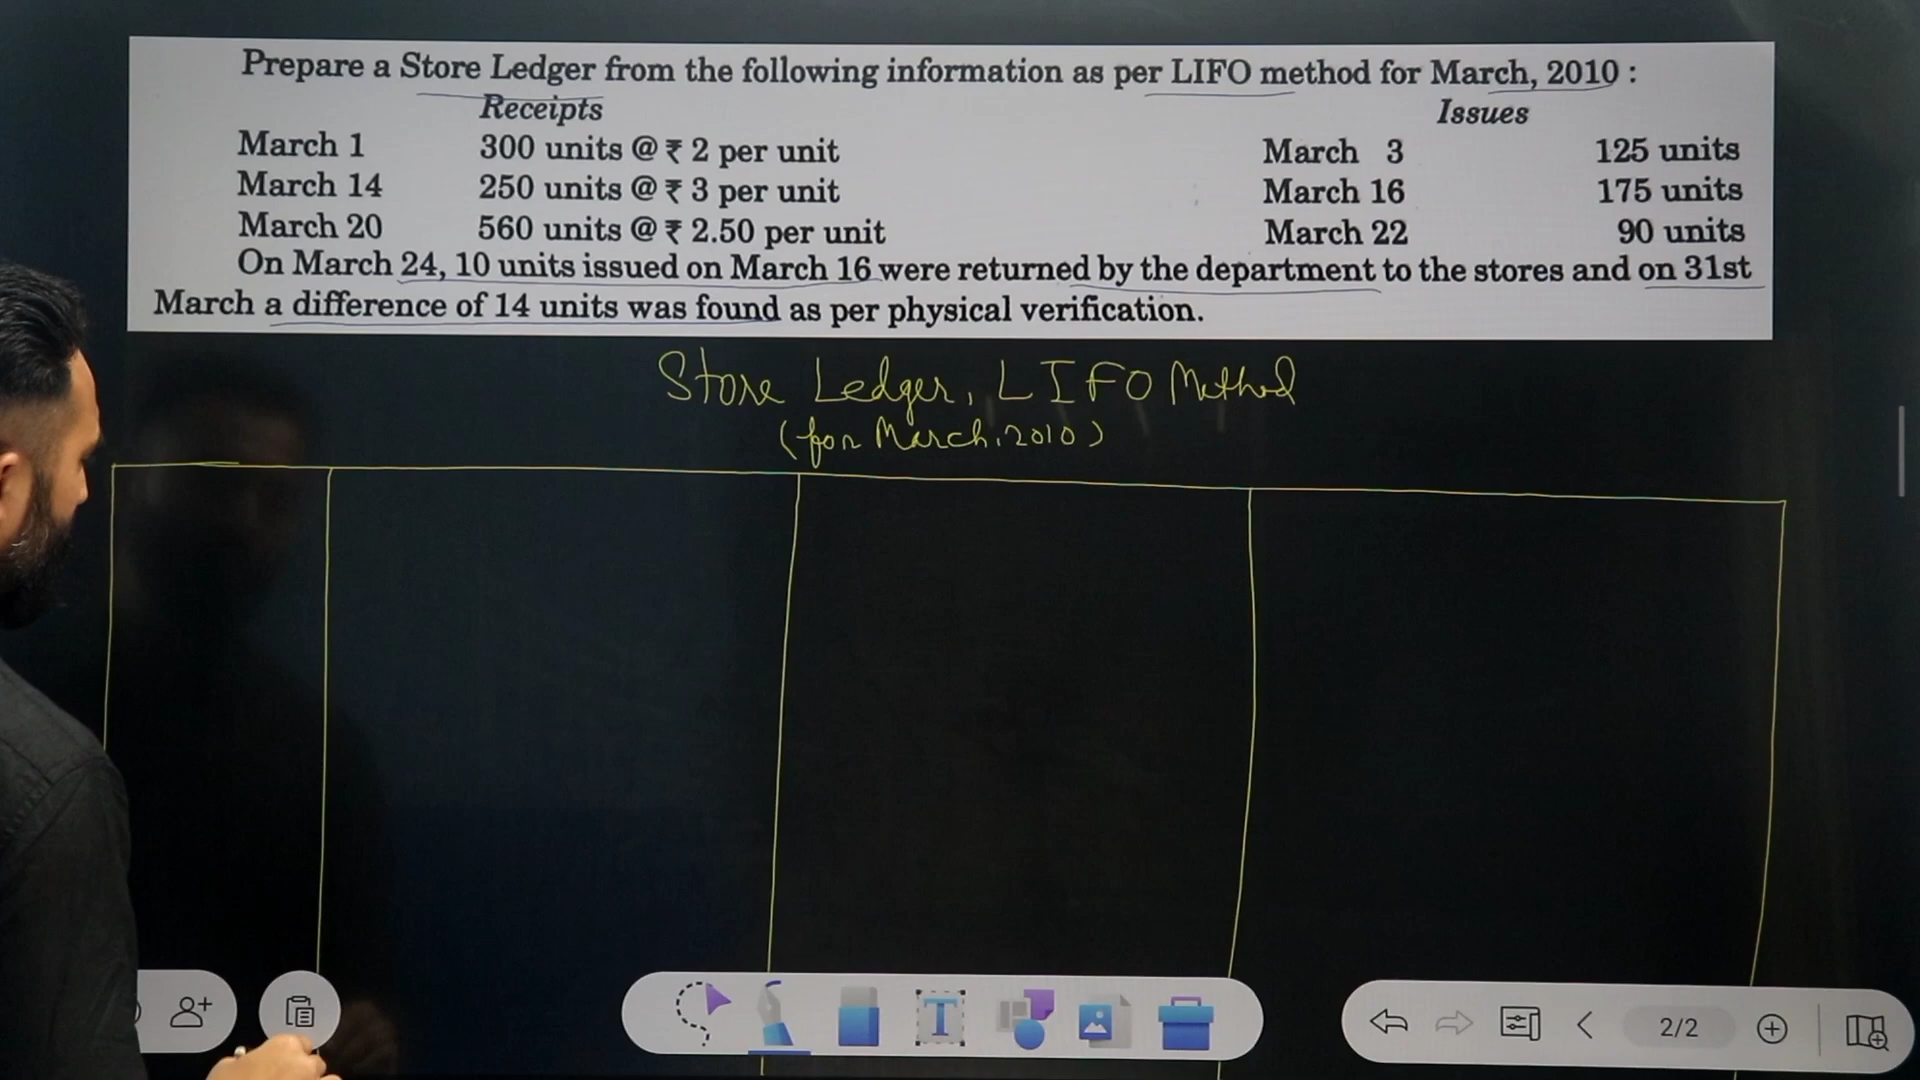 Prepare a Store Ledger from the following information as per LIFO method for March, 2010 :
Receipts Issues
March 1 300 units @ ₹ 2 per unit March 3 125 units
March 14 250 units @ ₹ 3 per unit March 16 175 units
March 20 560 units @ ₹ 2.50 per unit March 22 90 units
On March 24, 10 units issued on March 16 were returned by the department to the stores and on 31st
March a difference of 14 units was found as per physical verification.
Store Ledger, LIFO Method
(for March, 2010)
T
2/2